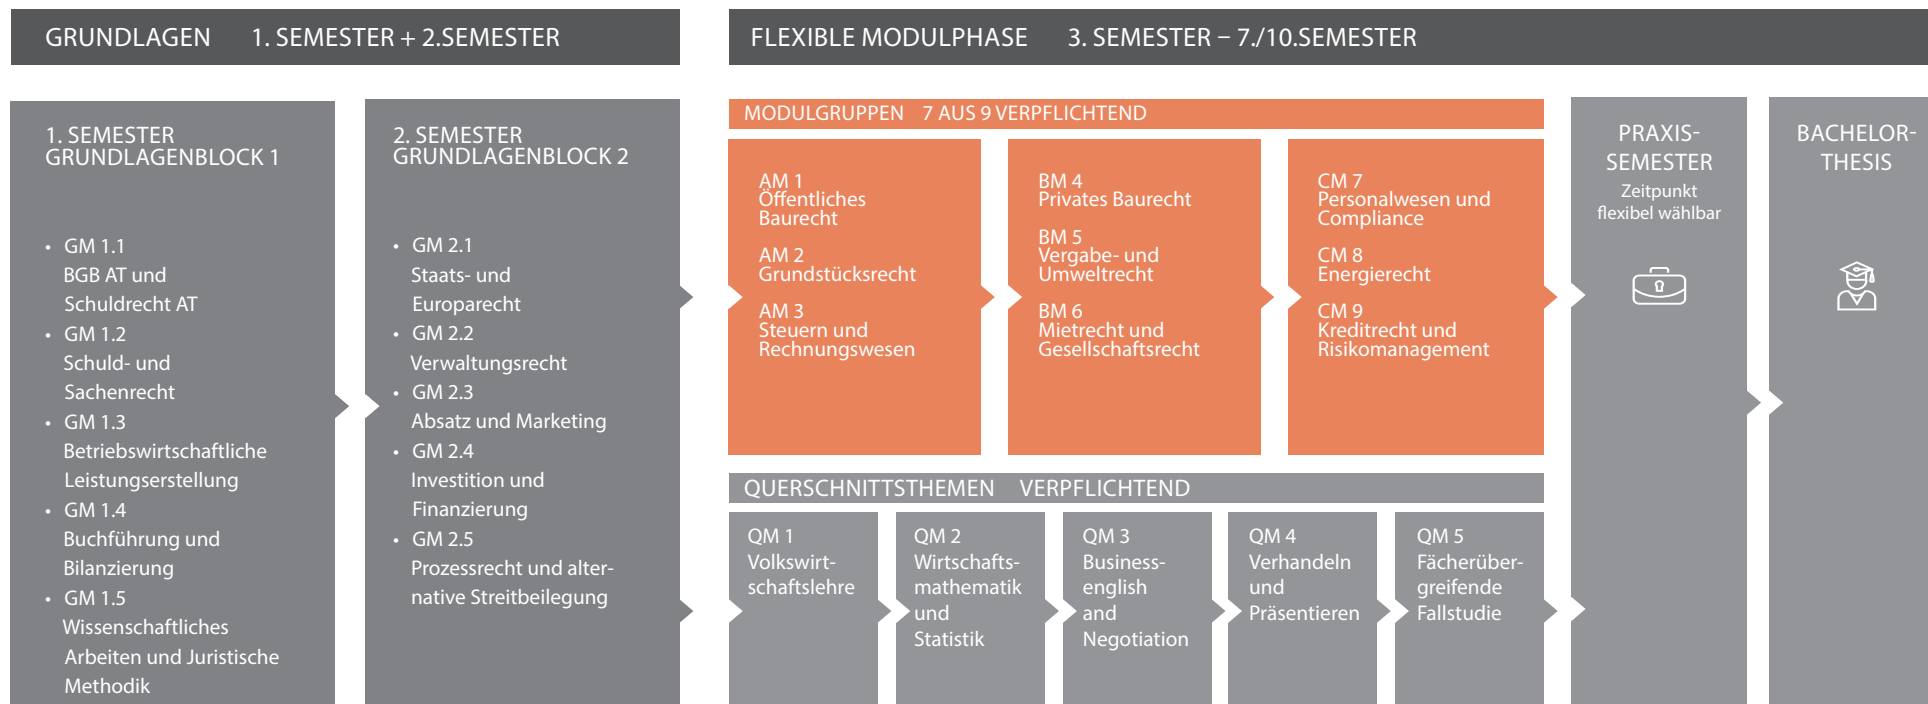 GRUNDLAGEN 1. SEMESTER + 2.SEMESTER
FLEXIBLE MODULPHASE 3. SEMESTER – 7./10.SEMESTER
1. SEMESTER
GRUNDLAGENBLOCK 1
• GM 1.1
BGB AT und
Schuldrecht AT
• GM 1.2
Schuld- und
Sachenrecht
• GM 1.3
Betriebswirtschaftliche
Leistungserstellung
• GM 1.4
Buchführung und
Bilanzierung
• GM 1.5
Wissenschaftliches
Arbeiten und Juristische
Methodik
2. SEMESTER
GRUNDLAGENBLOCK 2
• GM 2.1
Staats- und
Europarecht
• GM 2.2
Verwaltungsrecht
• GM 2.3
Absatz und Marketing
• GM 2.4
Investition und
Finanzierung
• GM 2.5
Prozessrecht und alter-
native Streitbeilegung
MODULGRUPPEN 7 AUS 9 VERPFLICHTEND
AM 1
Öffentliches
Baurecht
AM 2
Grundstücksrecht
AM 3
Steuern und
Rechnungswesen
BM 4
Privates Baurecht
BM 5
Vergabe- und
Umweltrecht
BM 6
Mietrecht und
Gesellschaftsrecht
CM 7
Personalwesen und
Compliance
CM 8
Energierecht
CM 9
Kreditrecht und
Risikomanagement
QUERSCHNITTSTHEMEN VERPFLICHTEND
QM 1
Volkswirt-
schaftslehre
QM 2
Wirtschafts-
mathematik
und
Statistik
QM 3
Business-
english
and
Negotiation
QM 4
Verhandeln
und
Präsentieren
QM 5
Fächerüber-
greifende
Fallstudie
PRAXIS-
SEMESTER
Zeitpunkt
flexibel wählbar
BACHELOR-
THESIS